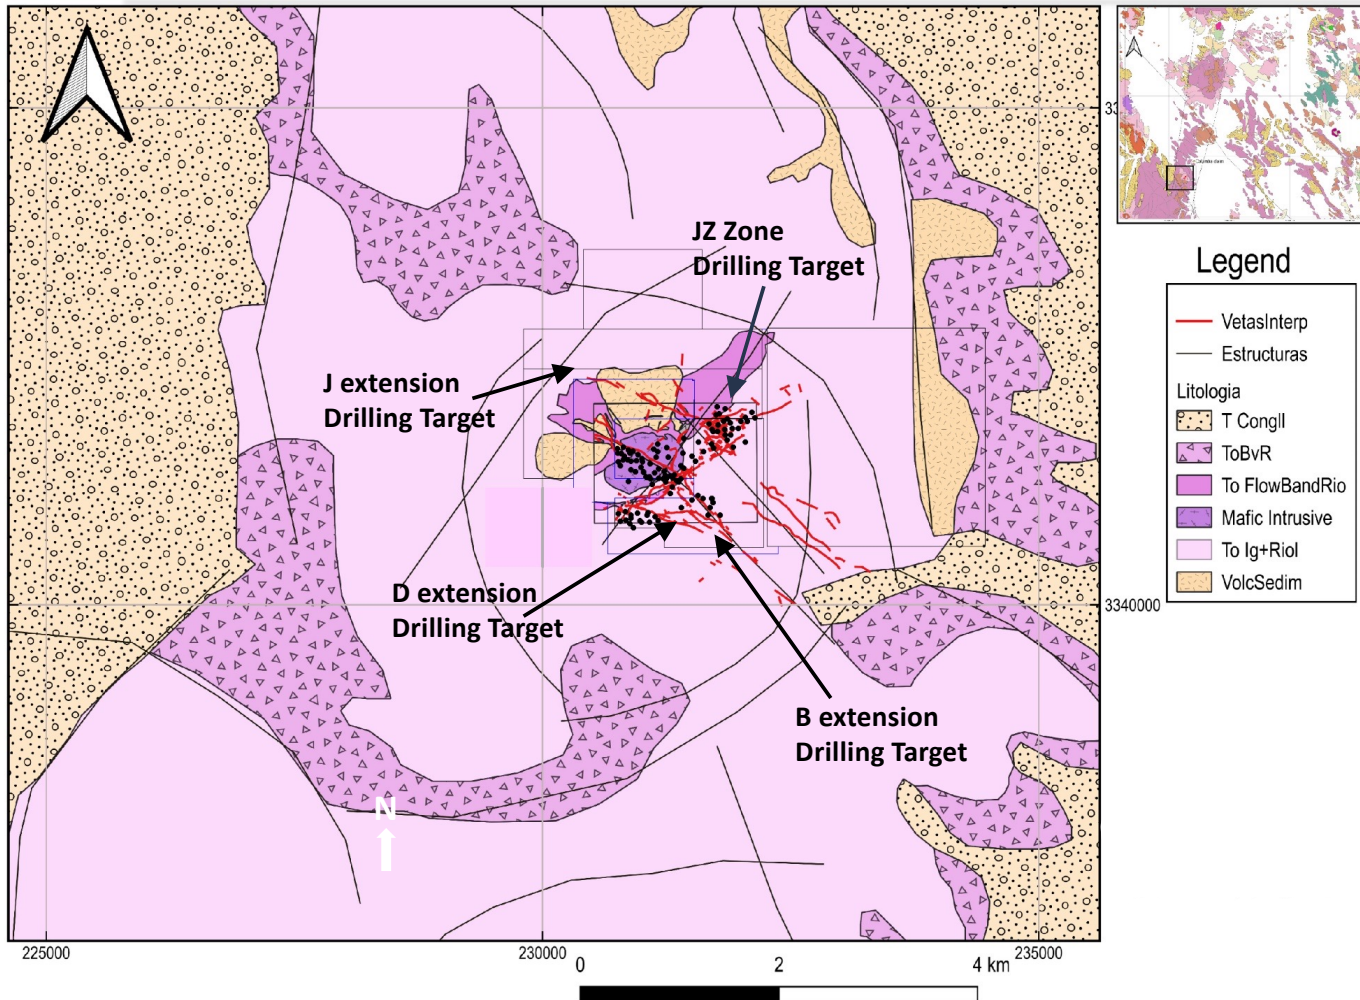 JZ Zone
Drilling Target
J extension
Drilling Target
D extension
Drilling Target
B extension
Drilling Target
N
33
3340000
225000
230000
235000
0
2
4 km
Legend
VetasInterp
Estructuras
Litologia
T Congll
ToBvR
To FlowBandRio
Mafic Intrusive
To Ig+Riol
VolcSedim